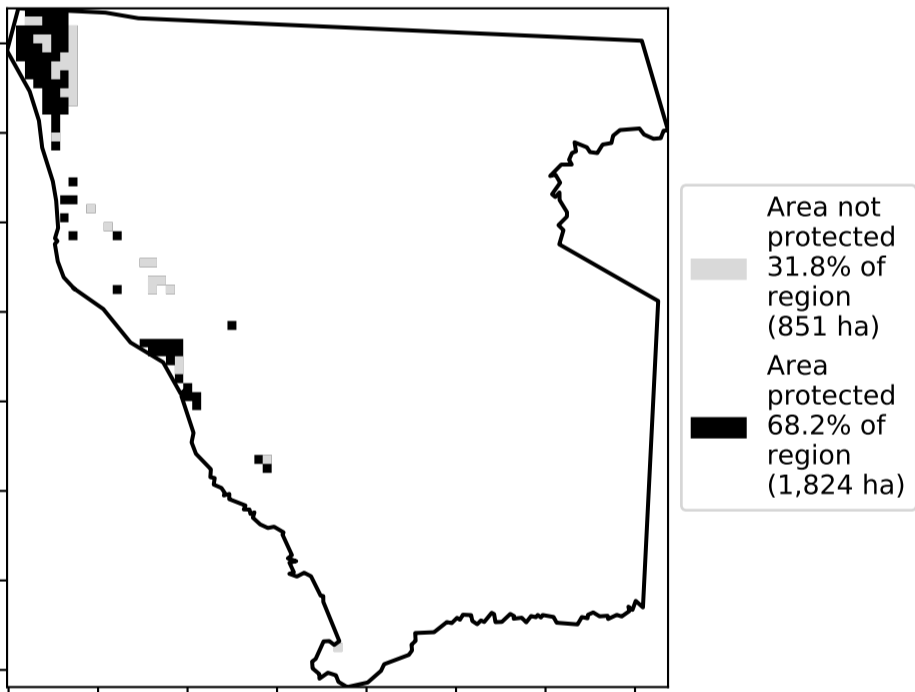 Area not
protected
31.8% of
region
(851 ha)
Area
protected
68.2% of
region
(1,824 ha)